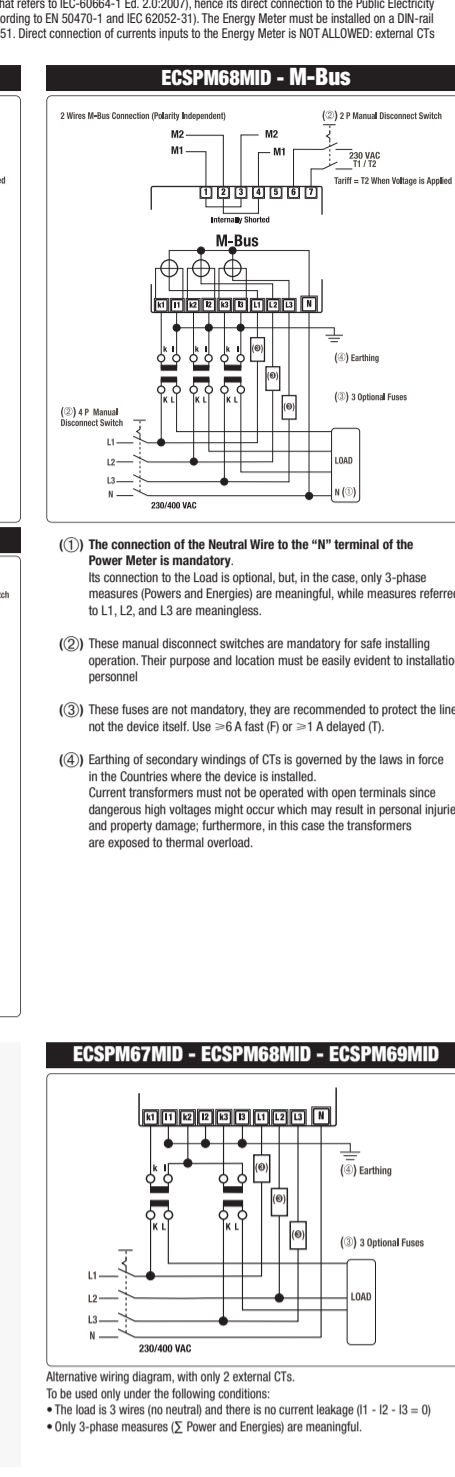 hat refers to IEC-60664-1 Ed. 2.0:2007), hence its direct connection to the Public Electricity
cording to EN 50470-1 and IEC 62052-31). The Energy Meter must be installed on a DIN-rail
51. Direct connection of currents inputs to the Energy Meter is NOT ALLOWED: external CTs
ECSPM68MID - M-Bus
2 Wires M-Bus Connection (Polarity Independent)
(②) 2 P Manual Disconnect Switch
M2
M2
M1
M1
230 VAC
T1 / T2
Tariff = T2 When Voltage is Applied
1 2 3 4 5 6 7
Internally Shorted
M-Bus
k1 I1 k2 I2 k3 I3 L1 L2 L3 N
k I k I k I
(③)
(③)
(③)
K L K L K L
(④) Earthing
(③) 3 Optional Fuses
(②) 4 P Manual
Disconnect Switch
L1
L2
L3
N
LOAD
N (①)
230/400 VAC
(①) The connection of the Neutral Wire to the “N” terminal of the
Power Meter is mandatory.
Its connection to the Load is optional, but, in the case, only 3-phase
measures (Powers and Energies) are meaningful, while measures referred
to L1, L2, and L3 are meaningless.
(②) These manual disconnect switches are mandatory for safe installing
operation. Their purpose and location must be easily evident to installation
personnel
(③) These fuses are not mandatory, they are recommended to protect the line
not the device itself. Use ⩾6 A fast (F) or ⩾1 A delayed (T).
(④) Earthing of secondary windings of CTs is governed by the laws in force
in the Countries where the device is installed.
Current transformers must not be operated with open terminals since
dangerous high voltages might occur which may result in personal injurie
and property damage; furthermore, in this case the transformers
are exposed to thermal overload.
ECSPM67MID - ECSPM68MID - ECSPM69MID
k1 I1 k2 I2 k3 I3 L1 L2 L3 N
k I k I
(③)
(③)
(③)
K L K L
(④) Earthing
(③) 3 Optional Fuses
L1
L2
L3
N
LOAD
230/400 VAC
Alternative wiring diagram, with only 2 external CTs.
To be used only under the following conditions:
• The load is 3 wires (no neutral) and there is no current leakage (I1 - I2 - I3 = 0)
• Only 3-phase measures (∑ Power and Energies) are meaningful.